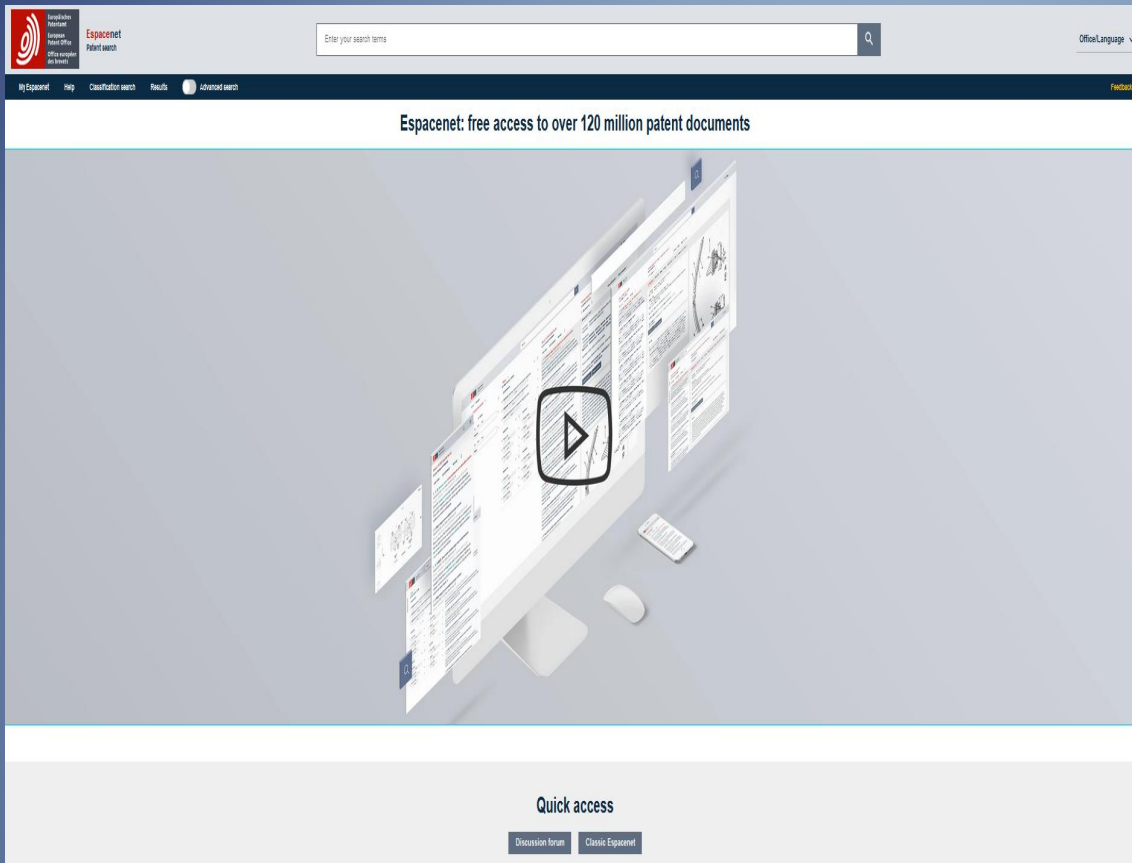 Europäisches
Patentamt
European
Patent Office
Office européen
des brevets
Espacenet
Patent search
Enter your search terms
Office/Language
My Espacenet Help Classification search Results Advanced search Feedback
Espacenet: free access to over 120 million patent documents
Quick access
Discussion forum Classic Espacenet